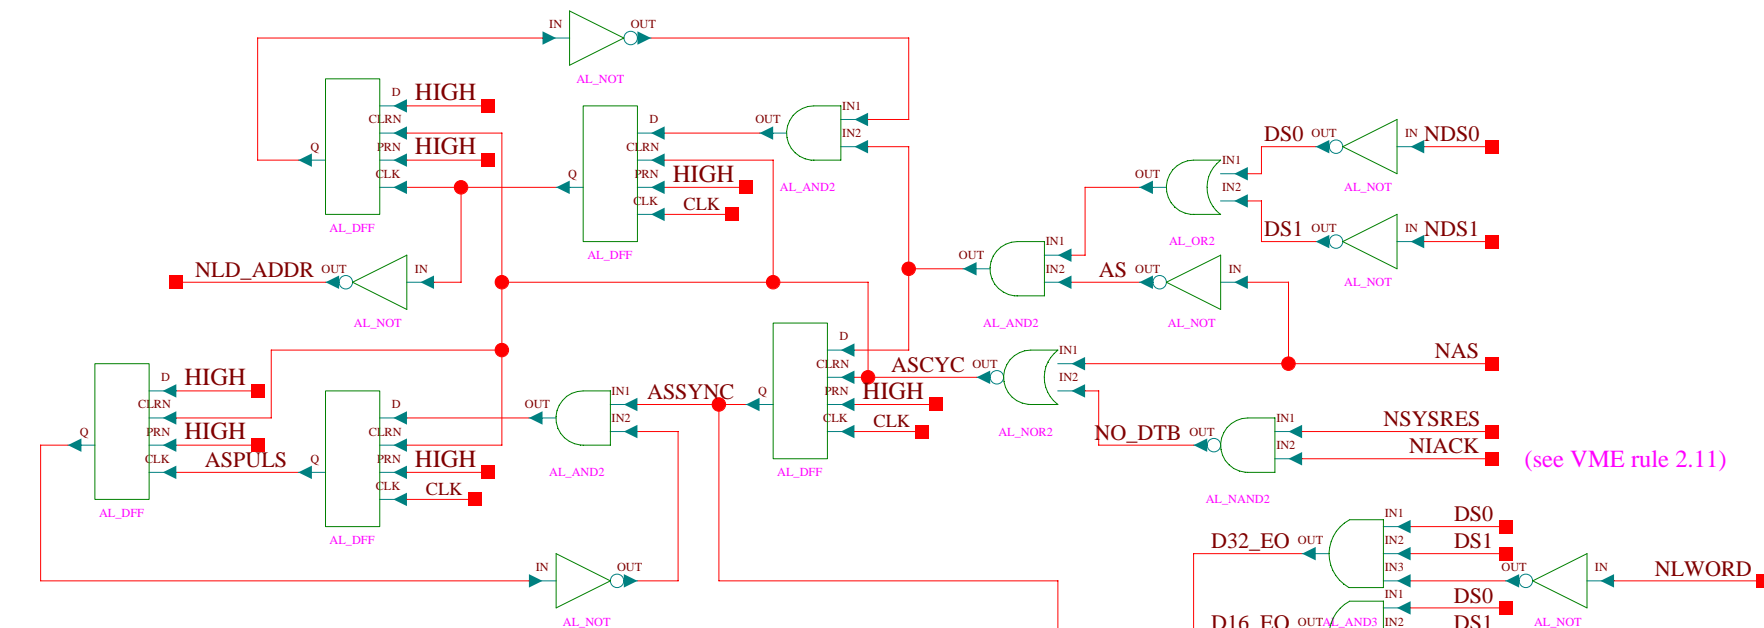 IN OUT
AL_NOT
D HIGH
CLRN
PRN HIGH
Q
CLK
AL_DFF
D
CLRN
PRN HIGH
Q
CLK CLK
AL_DFF
OUT IN1
IN2
AL_AND2
DS0 OUT IN NDS0
AL_NOT
OUT IN1
IN2
AL_OR2
DS1 OUT IN NDS1
AL_NOT
NLD_ADDR OUT IN
AL_NOT
OUT IN1
IN2
AL_AND2
AS OUT IN
AL_NOT
D
CLRN
PRN HIGH
Q
CLK CLK
AL_DFF
ASCYC OUT IN1
IN2
AL_NOR2
NAS
NO_DTB OUT IN1 NSYSRES
IN2 NIACK
AL_NAND2
(see VME rule 2.11)
D HIGH
CLRN
PRN HIGH
Q
CLK ASPULS
AL_DFF
D
CLRN
PRN HIGH
Q
CLK CLK
AL_DFF
OUT IN1 ASSYNC
IN2
AL_AND2
IN OUT
AL_NOT
D32_EO OUT IN1 DS0
IN2 DS1
IN3
OUT IN NLWORD
AL_NOT
AL_AND3
D16_EO OUT IN1 DS0
IN2 DS1